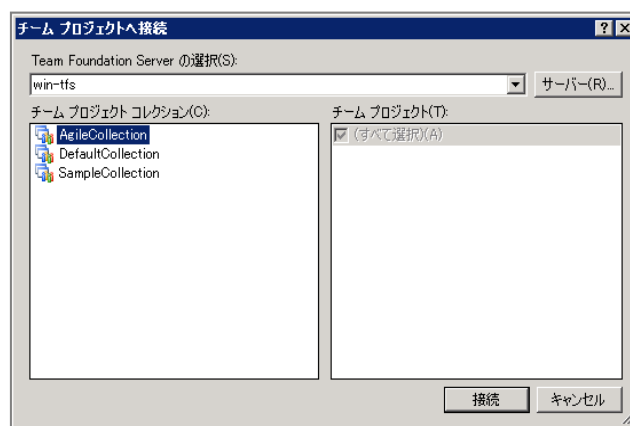 チーム プロジェクトへ接続
Team Foundation Server の選択(S):
win-tfs
サーバー(R)...
チーム プロジェクト コレクション(C):
チーム プロジェクト(T):
AgileCollection
DefaultCollection
SampleCollection
(すべて選択)(A)
接続
キャンセル